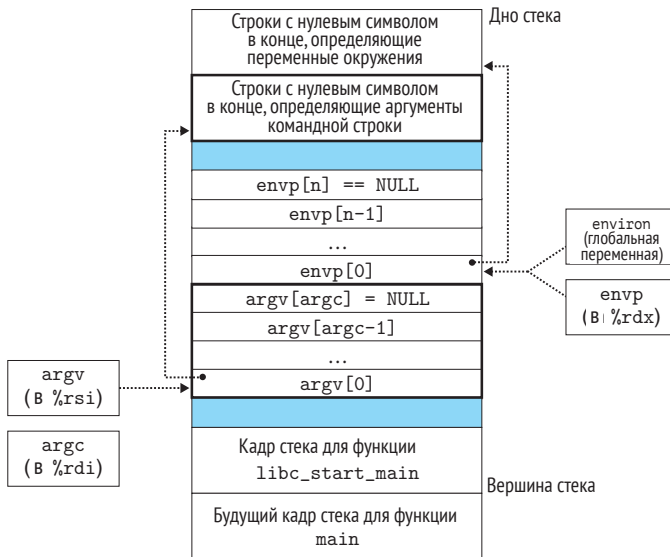 Дно стека
Строки с нулевым символом
в конце, определяющие
переменные окружения
Строки с нулевым символом
в конце, определяющие аргументы
командной строки
envp[n] == NULL
envp[n-1]
...
envp[0]
environ
(глобальная
переменная)
envp
(в %rdx)
argv[argc] = NULL
argv[argc-1]
...
argv[0]
argv
(в %rsi)
argc
(в %rdi)
Кадр стека для функции
libc_start_main
Вершина стека
Будущий кадр стека для функции
main